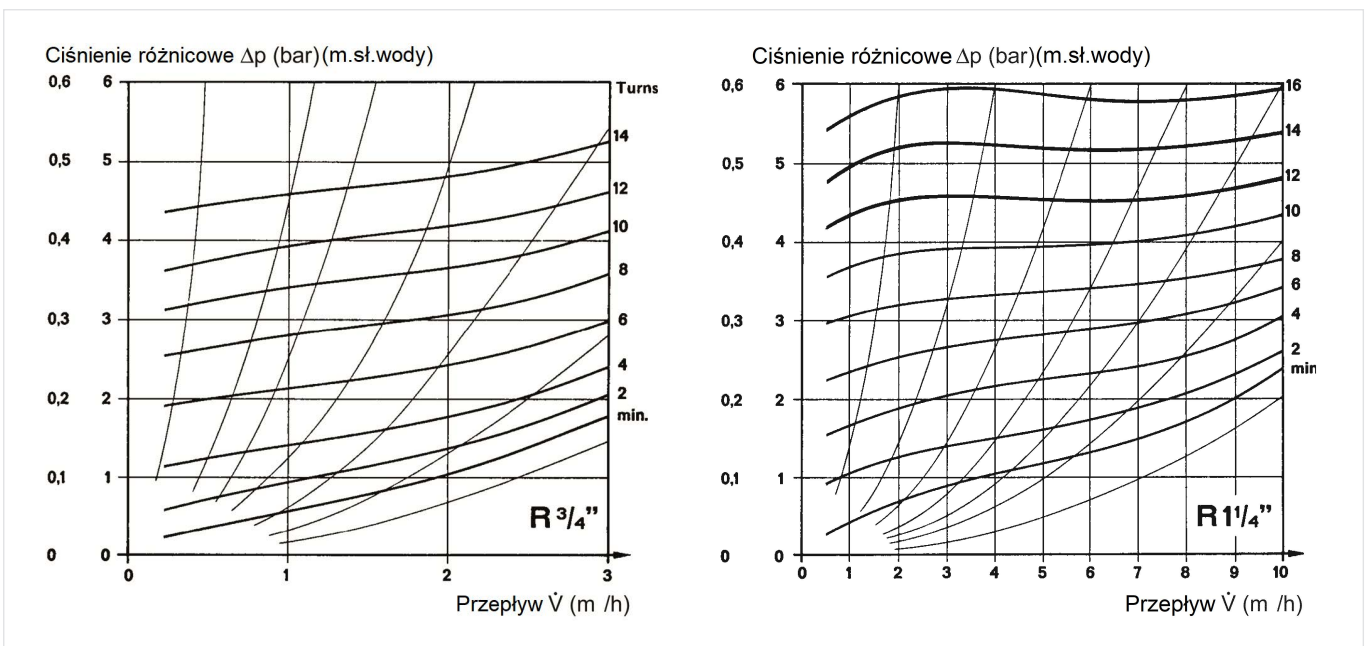 Ciśnienie różnicowe Δp (bar)(m.sł.wody)
0,6 6
0,5 5
0,4 4
0,3 3
0,2 2
0,1 1
0 0
0 1 2 3
Turns
14
12
10
8
6
4
2
min.
R 3/4”
Przepływ V̇ (m /h)
Ciśnienie różnicowe Δp (bar)(m.sł.wody)
0,6 6
0,5 5
0,4 4
0,3 3
0,2 2
0,1 1
0 0
0 1 2 3 4 5 6 7 8 9 10
16
14
12
10
8
6
4
2
min
R 1 1/4”
Przepływ V̇ (m /h)